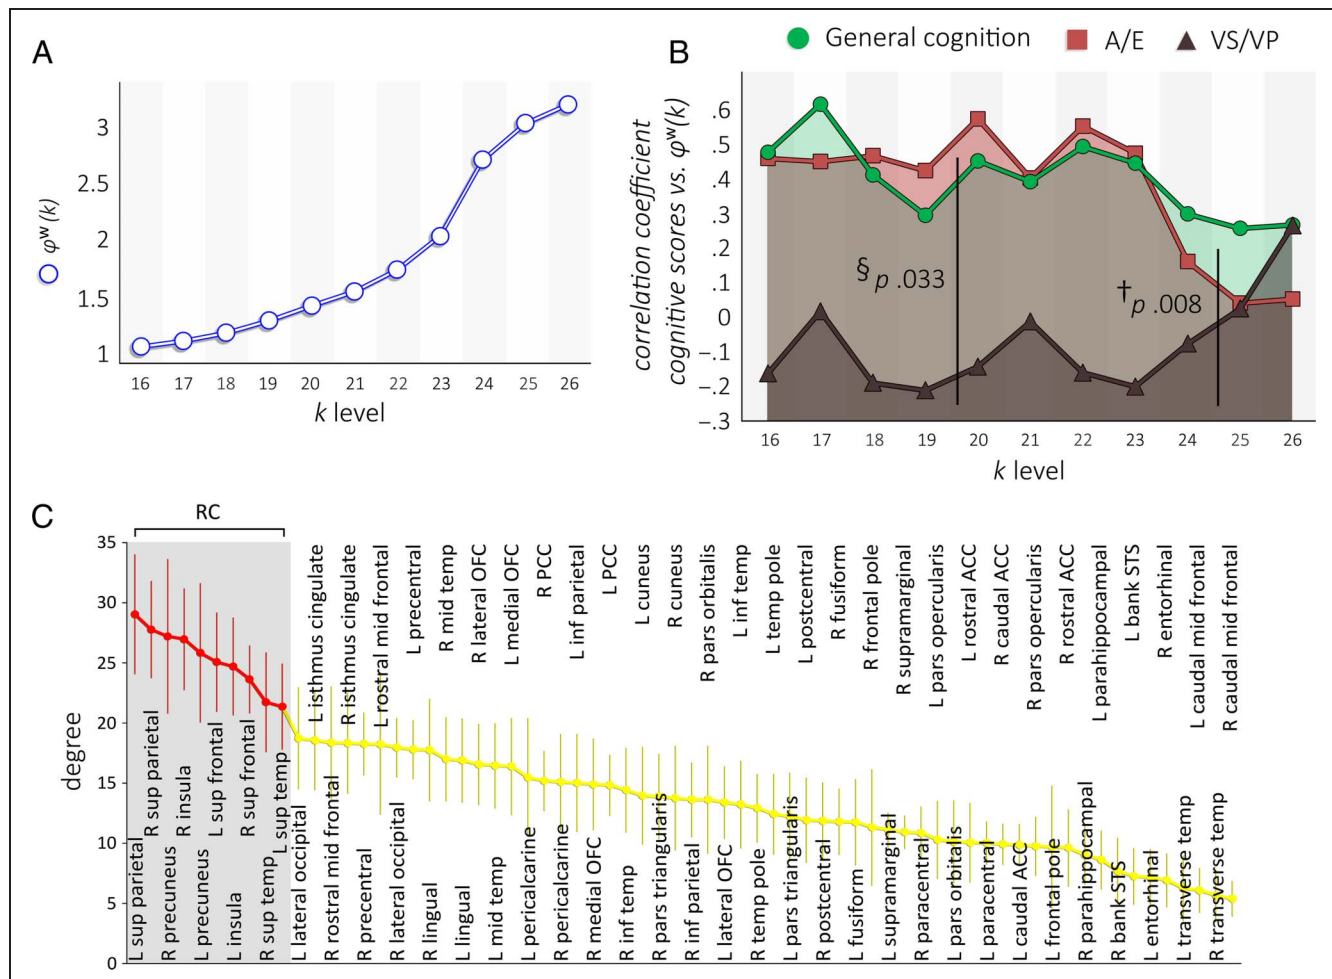 A
φʷ(k)
3
2.5
2
1.5
1
16 17 18 19 20 21 22 23 24 25 26
k level
General cognition A/E VS/VP
B
correlation coefficient
cognitive scores vs. φʷ(k)
.6
.5
.4
.3
.2
.1
0
–.1
–.2
–.3
§ p .033
† p .008
16 17 18 19 20 21 22 23 24 25 26
k level
C
RC
degree
35
30
25
20
15
10
5
0
L sup parietal
R sup parietal
R precuneus
R insula
L precuneus
L sup frontal
L insula
R sup frontal
R sup temp
L sup temp
L lateral occipital
L isthmus cingulate
R rostral mid frontal
R isthmus cingulate
R precentral
L rostral mid frontal
R lateral occipital
L precentral
R lingual
R mid temp
L lingual
R lateral OFC
L mid temp
L medial OFC
L pericalcarine
R PCC
R pericalcarine
L inf parietal
R medial OFC
L PCC
R inf temp
L cuneus
R pars triangularis
R cuneus
R inf parietal
R pars orbitalis
L lateral OFC
L inf temp
R temp pole
L temp pole
L pars triangularis
L postcentral
R postcentral
R fusiform
L fusiform
R frontal pole
L supramarginal
R supramarginal
R paracentral
L pars opercularis
L pars orbitalis
L rostral ACC
L paracentral
R caudal ACC
L caudal ACC
R pars opercularis
L frontal pole
R rostral ACC
R parahippocampal
L parahippocampal
R bank STS
L bank STS
L entorhinal
R entorhinal
L transverse temp
L caudal mid frontal
R transverse temp
R caudal mid frontal